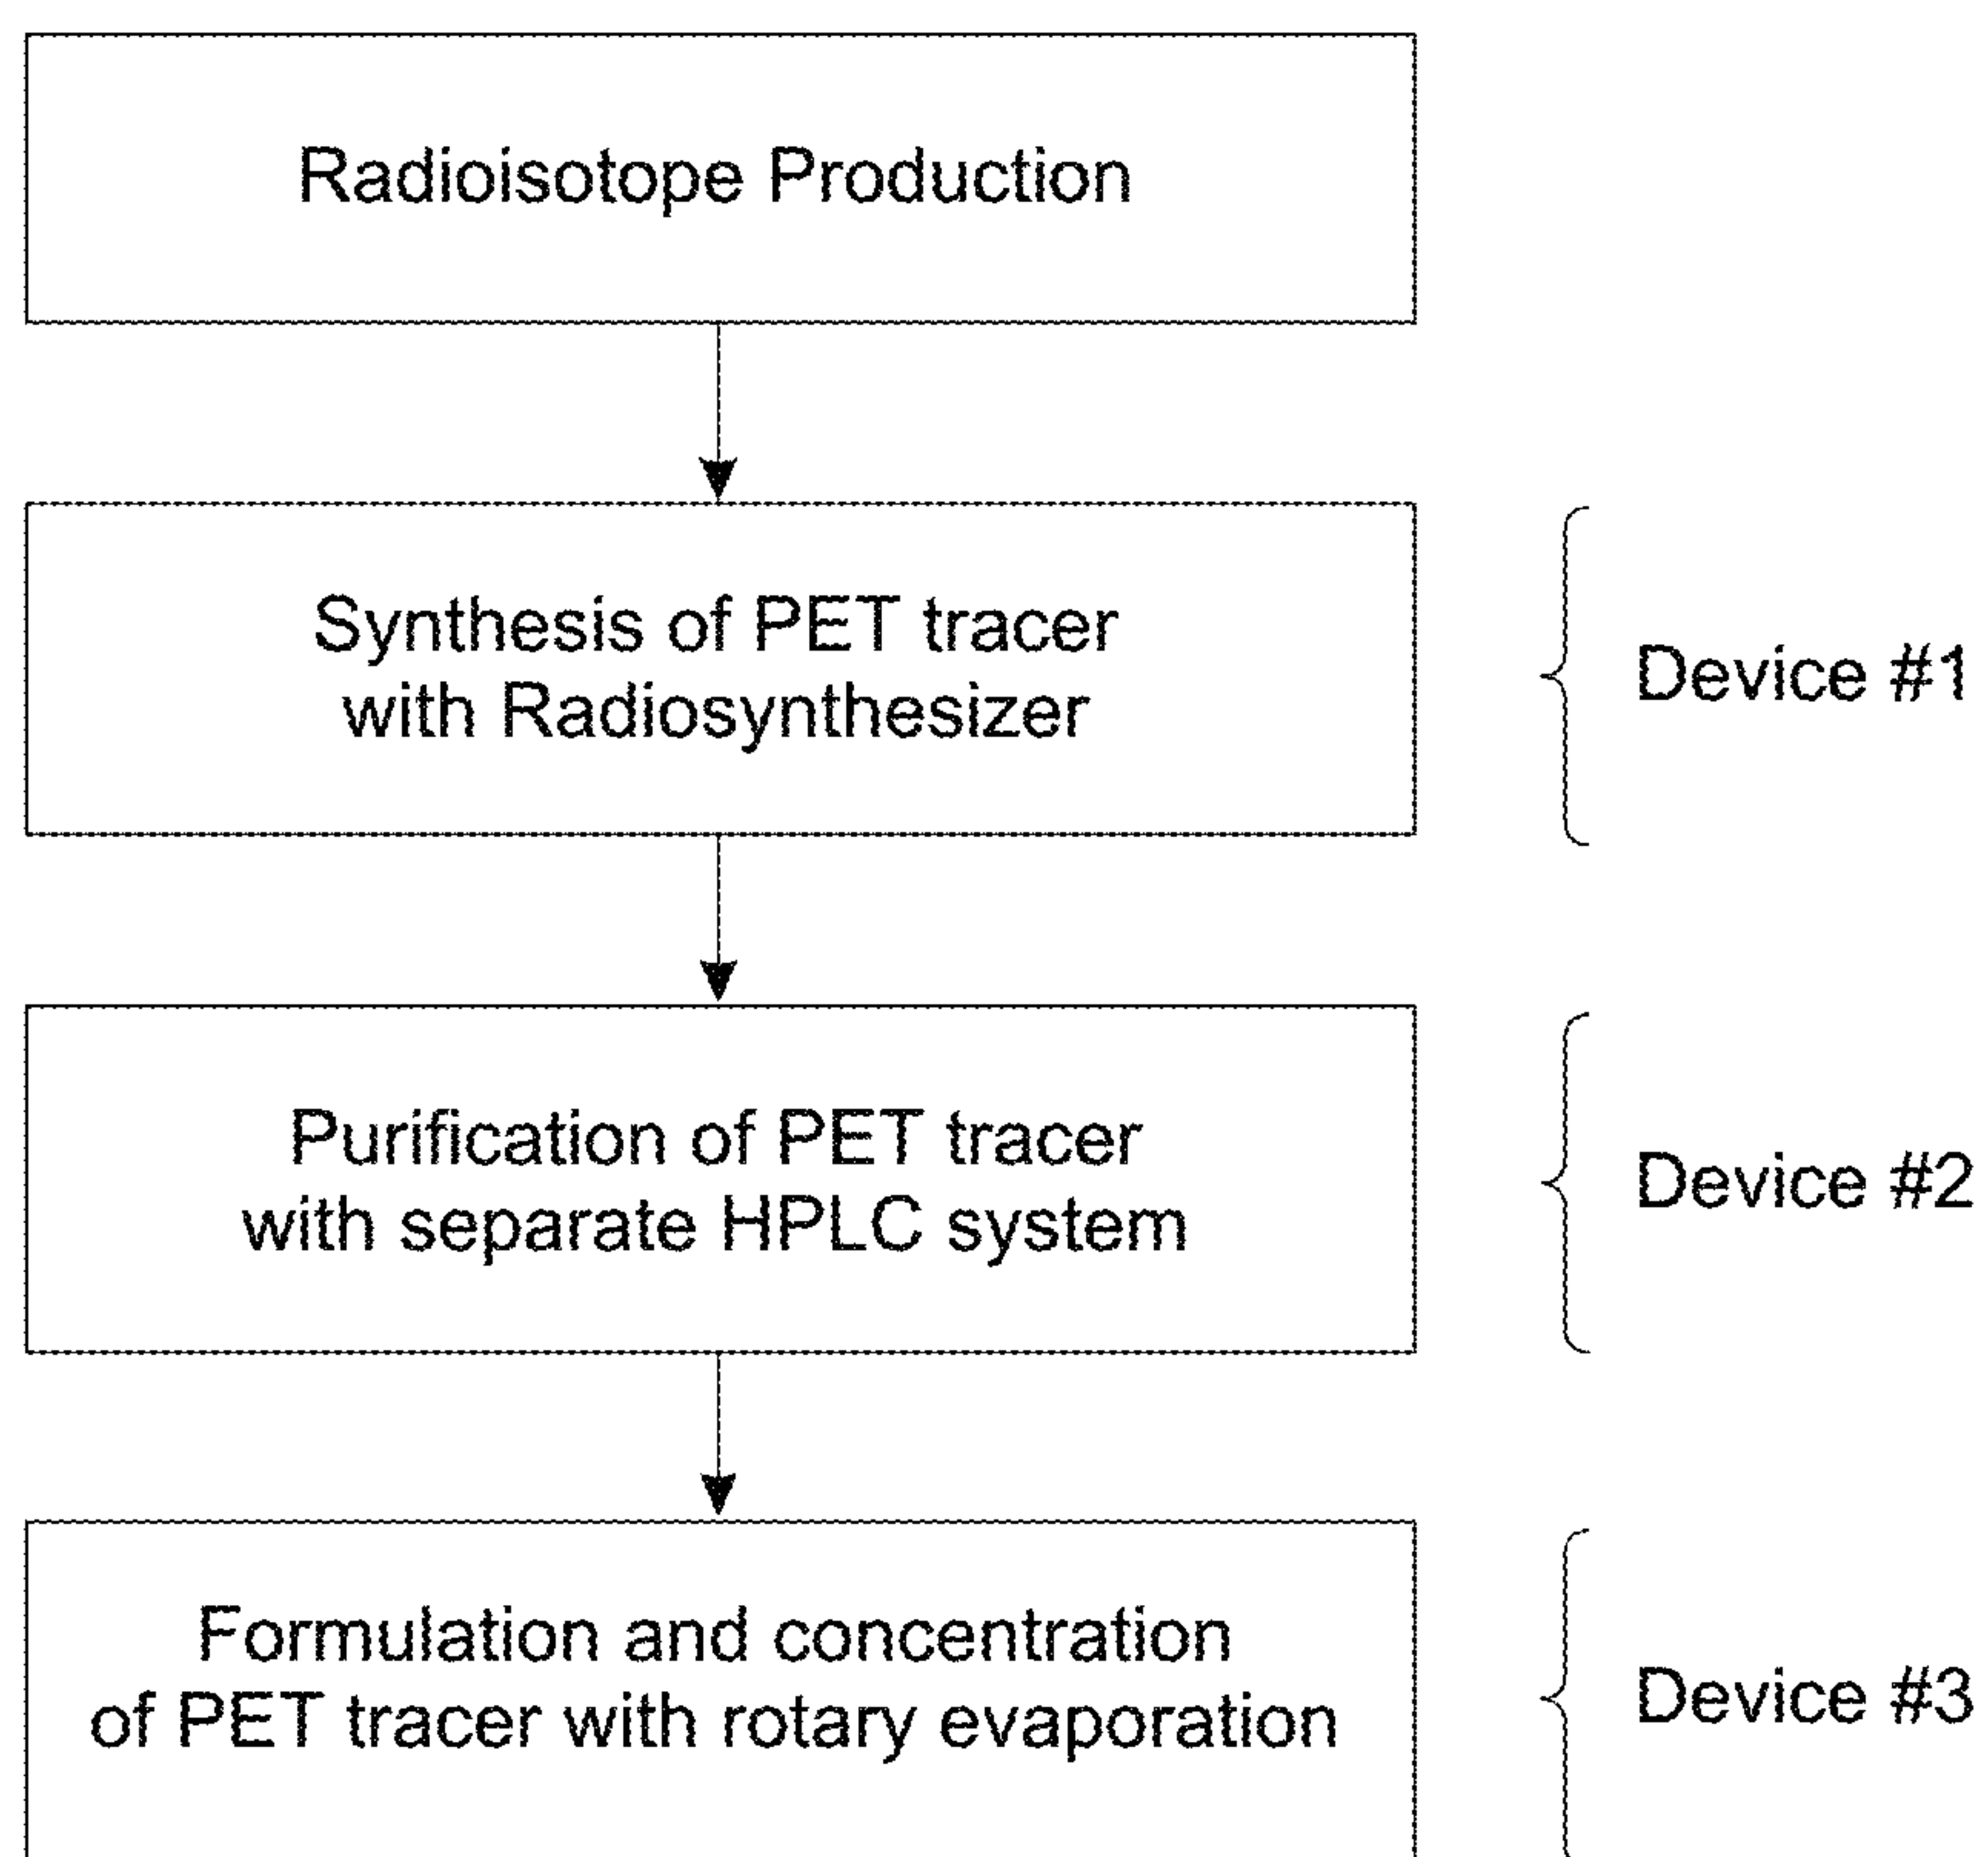 Radioisotope Production
Synthesis of PET tracer
with Radiosynthesizer
Device #1
Purification of PET tracer
with separate HPLC system
Device #2
Formulation and concentration
of PET tracer with rotary evaporation
Device #3